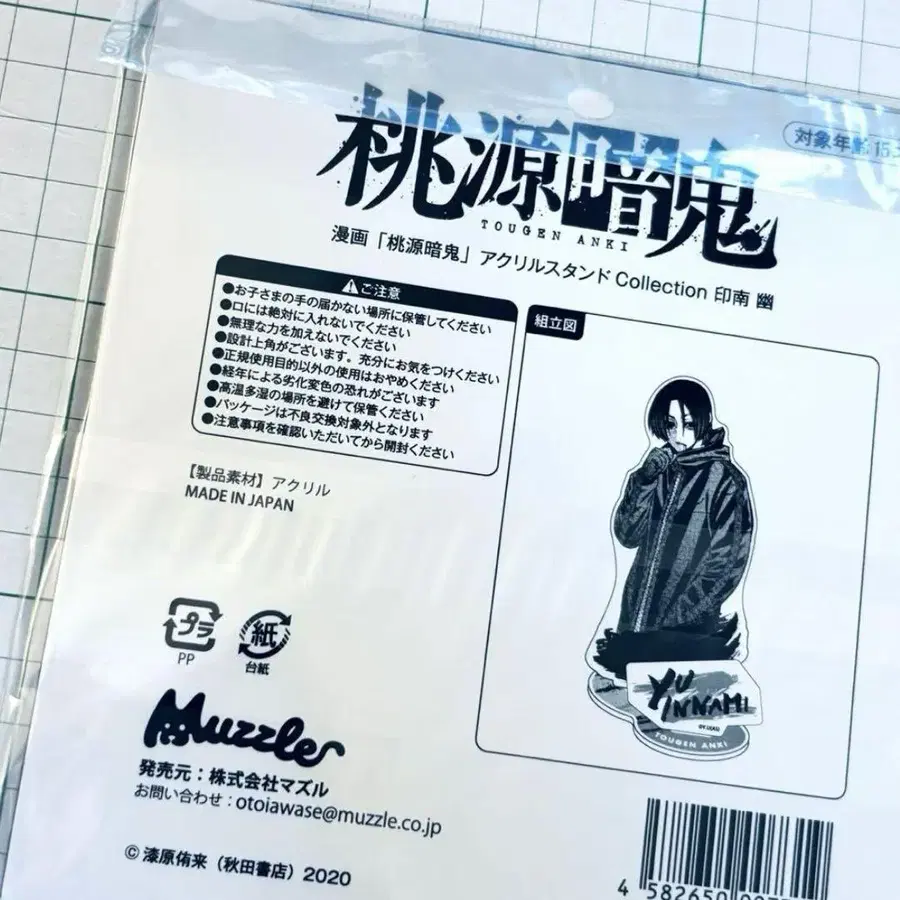 対象年齢 15
桃源暗鬼
TOUGEN ANKI
漫画「桃源暗鬼」アクリルスタンド Collection 印南 幽
ご注意
●お子さまの手の届かない場所に保管してください
●口には絶対に入れないでください
●無理な力を加えないでください
●設計上角がございます。充分にお気をつけください
●正規使用目的以外の使用はおやめください
●経年による劣化変色の恐れがございます
●高温多湿の場所を避けて保管ください
●パッケージは不良交換対象外となります
●注意事項を確認いただいてから開封ください
【製品素材】アクリル
MADE IN JAPAN
組立図
YU
INNAMI
TOUGEN ANKI
プラ
PP
紙
台紙
Muzzle
発売元：株式会社マズル
お問い合わせ：otoiawase@muzzle.co.jp
© 漆原侑来（秋田書店）2020
4 582650